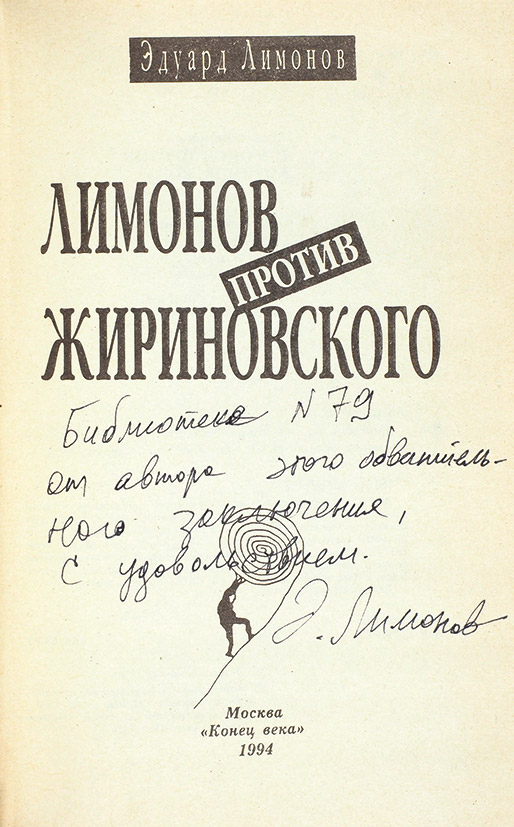 Эдуард Лимонов
ЛИМОНОВ
ПРОТИВ
ЖИРИНОВСКОГО
Библиотеке N 79
от автора этого обвинитель-
ного заключения,
с удовольствием.
Э. Лимонов
Москва
«Конец века»
1994